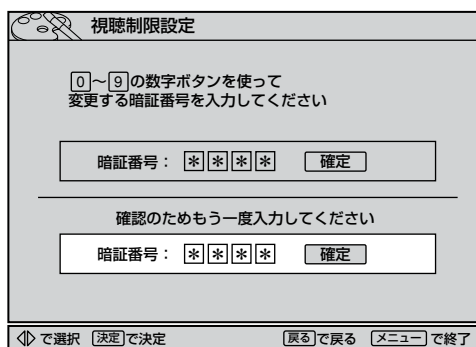 視聴制限設定
0～9の数字ボタンを使って
変更する暗証番号を入力してください
暗証番号： ＊＊＊＊ 確定
確認のためもう一度入力してください
暗証番号： ＊＊＊＊ 確定
で選択 決定で決定 戻るで戻る メニューで終了